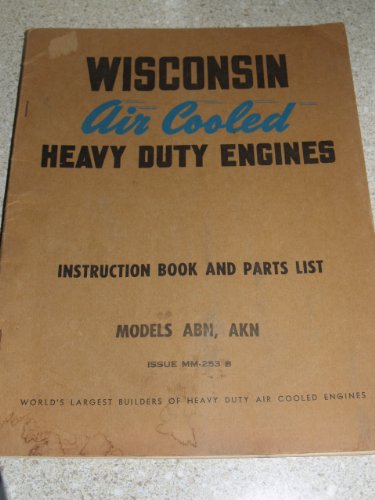 WISCONSIN
Air Cooled
HEAVY DUTY ENGINES
INSTRUCTION BOOK AND PARTS LIST
MODELS ABN, AKN
ISSUE MM-253 B
WORLD'S LARGEST BUILDERS OF HEAVY DUTY AIR COOLED ENGINES